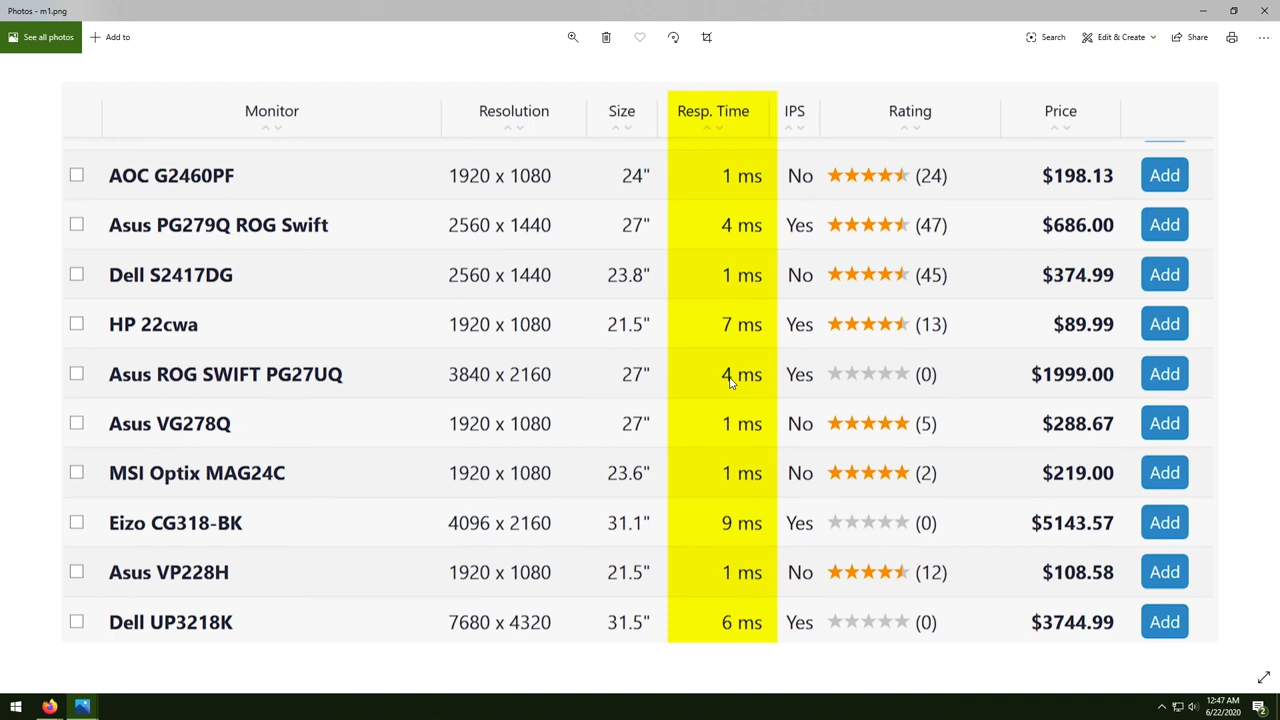 Photos - m1.png
See all photos
Add to
Search
Edit & Create
Share
Monitor Resolution Size Resp. Time IPS Rating Price
AOC G2460PF 1920 x 1080 24" 1 ms No (24) $198.13 Add
Asus PG279Q ROG Swift 2560 x 1440 27" 4 ms Yes (47) $686.00 Add
Dell S2417DG 2560 x 1440 23.8" 1 ms No (45) $374.99 Add
HP 22cwa 1920 x 1080 21.5" 7 ms Yes (13) $89.99 Add
Asus ROG SWIFT PG27UQ 3840 x 2160 27" 4 ms Yes (0) $1999.00 Add
Asus VG278Q 1920 x 1080 27" 1 ms No (5) $288.67 Add
MSI Optix MAG24C 1920 x 1080 23.6" 1 ms No (2) $219.00 Add
Eizo CG318-BK 4096 x 2160 31.1" 9 ms Yes (0) $5143.57 Add
Asus VP228H 1920 x 1080 21.5" 1 ms No (12) $108.58 Add
Dell UP3218K 7680 x 4320 31.5" 6 ms Yes (0) $3744.99 Add
12:47 AM
6/22/2020
2